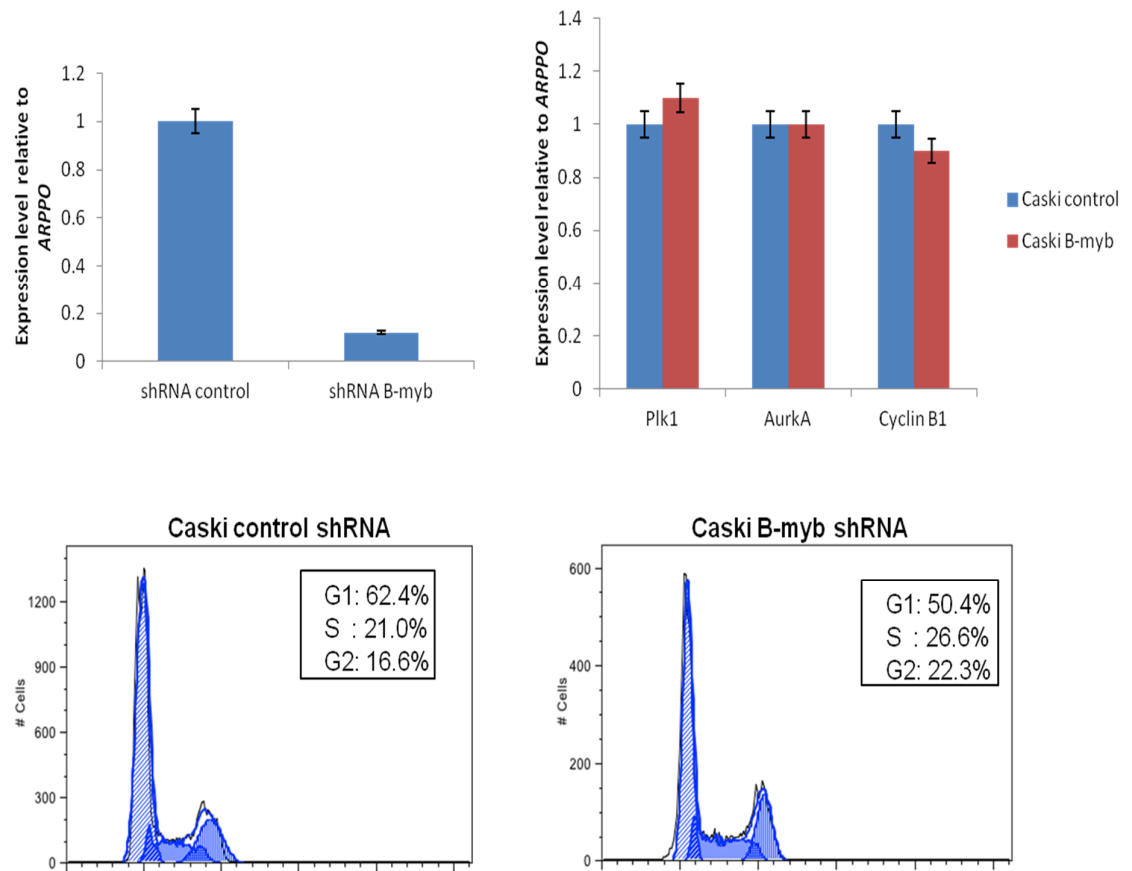 Expression level relative to
ARPPO
1.2
1
0.8
0.6
0.4
0.2
0
shRNA control
shRNA B-myb
Expression level relative to ARPPO
1.4
1.2
1
0.8
0.6
0.4
0.2
0
Plk1
AurkA
Cyclin B1
Caski control
Caski B-myb
Caski control shRNA
# Cells
1200
900
600
300
0
G1: 62.4%
S : 21.0%
G2: 16.6%
Caski B-myb shRNA
# Cells
600
400
200
0
G1: 50.4%
S : 26.6%
G2: 22.3%